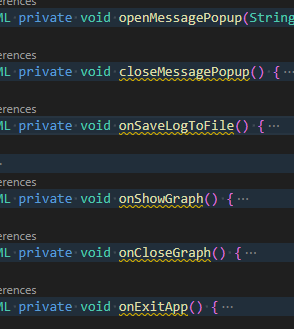 erences
ML private void openMessagePopup(String
erences
ML private void closeMessagePopup() { ...
erences
ML private void onSaveLogToFile() { ...
erences
ML private void onShowGraph() { ...
erences
ML private void onCloseGraph() { ...
erences
ML private void onExitApp() { ...